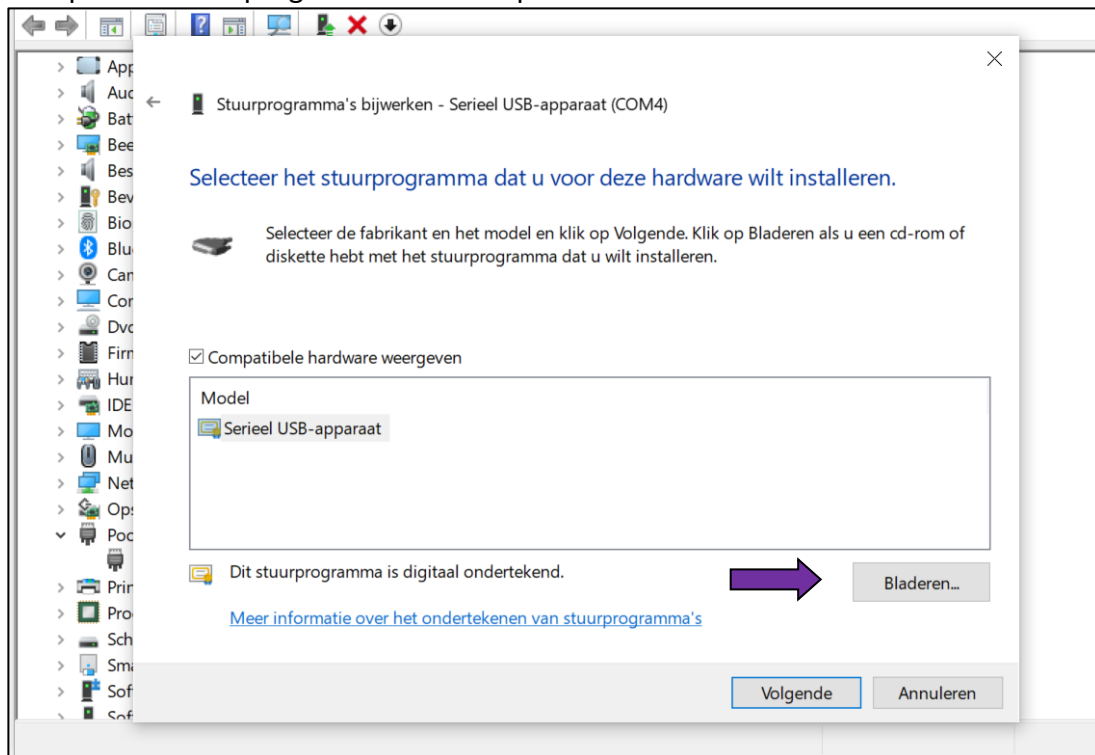 App
Aud
Bat
Bee
Bes
Bev
Bio
Blu
Can
Cor
Dvd
Firn
Hur
IDE
Mo
Mu
Net
Ops
Poo
Prin
Pro
Sch
Sma
Sof
Sof
Stuurprogramma's bijwerken - Serieel USB-apparaat (COM4)
Selecteer het stuurprogramma dat u voor deze hardware wilt installeren.
Selecteer de fabrikant en het model en klik op Volgende. Klik op Bladeren als u een cd-rom of
diskette hebt met het stuurprogramma dat u wilt installeren.
Compatibele hardware weergeven
Model
Serieel USB-apparaat
Dit stuurprogramma is digitaal ondertekend.
Bladeren...
Meer informatie over het ondertekenen van stuurprogramma's
Volgende
Annuleren